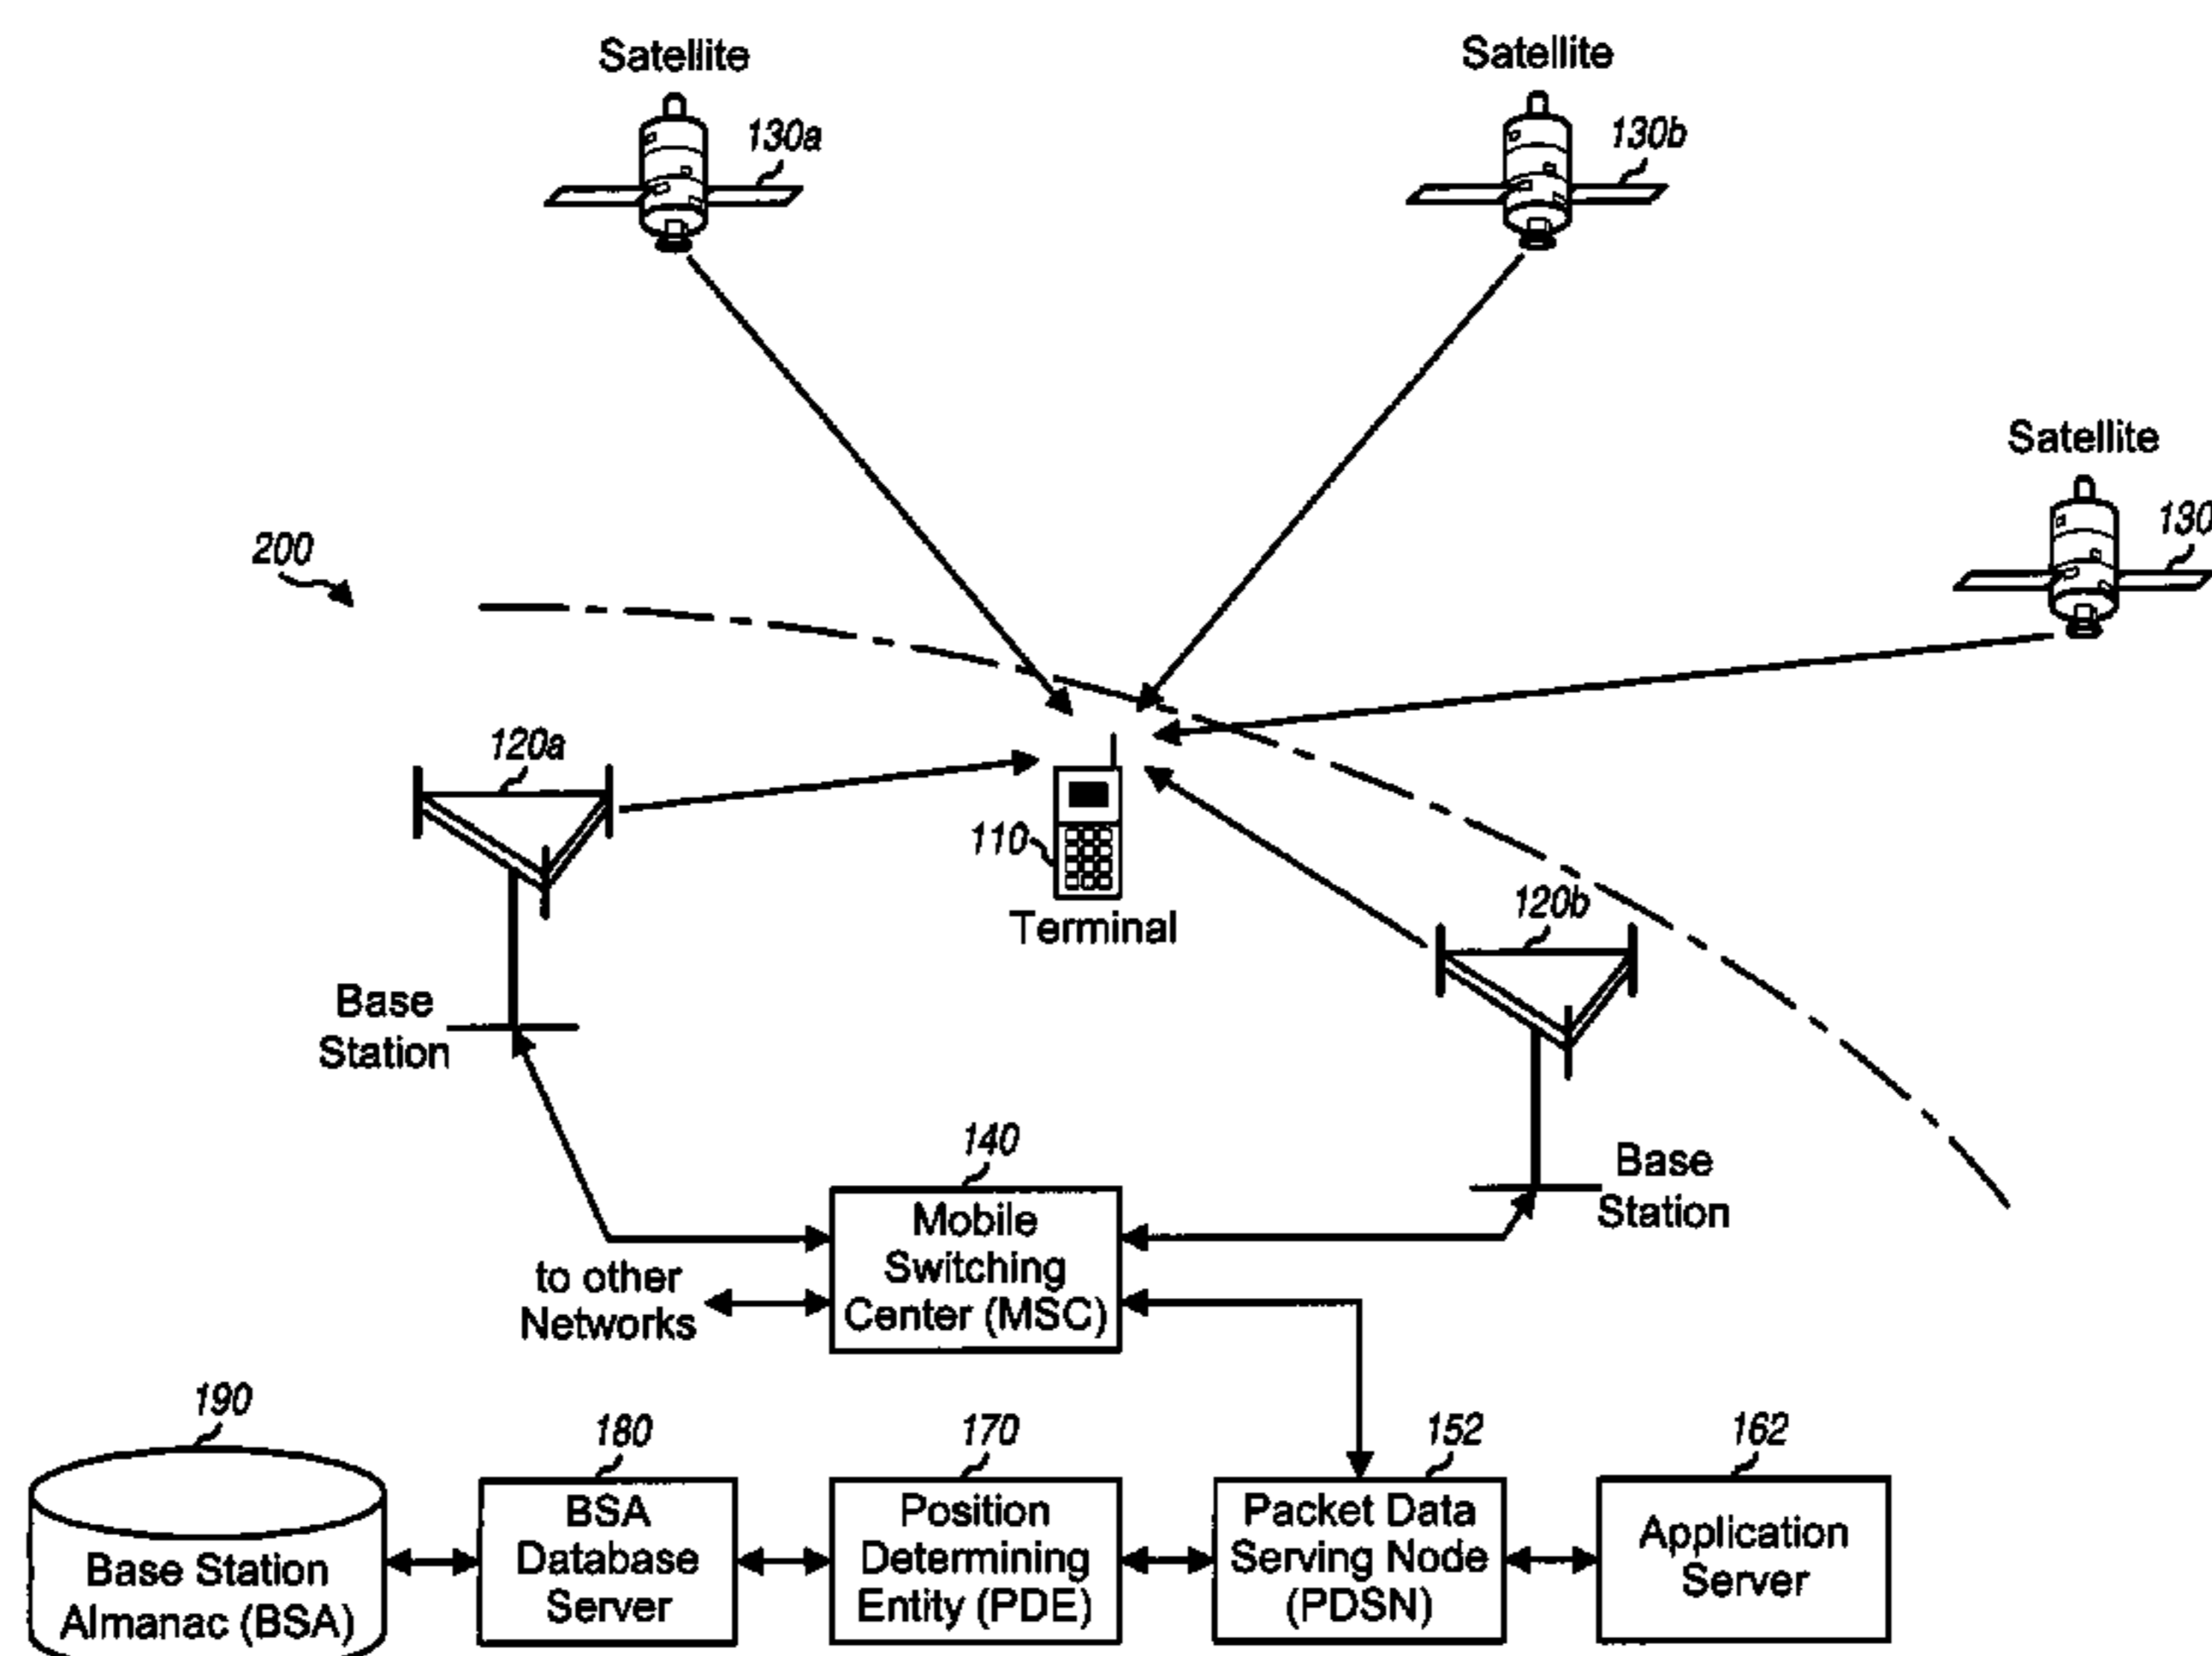 Satellite
Satellite
130a
130b
Satellite
130
200
120a
110
120b
Terminal
Base
Station
140
Base
Station
Mobile
Switching
Center (MSC)
to other
Networks
190
180
170
152
162
BSA
Database
Server
Position
Determining
Entity (PDE)
Packet Data
Serving Node
(PDSN)
Application
Server
Base Station
Almanac (BSA)